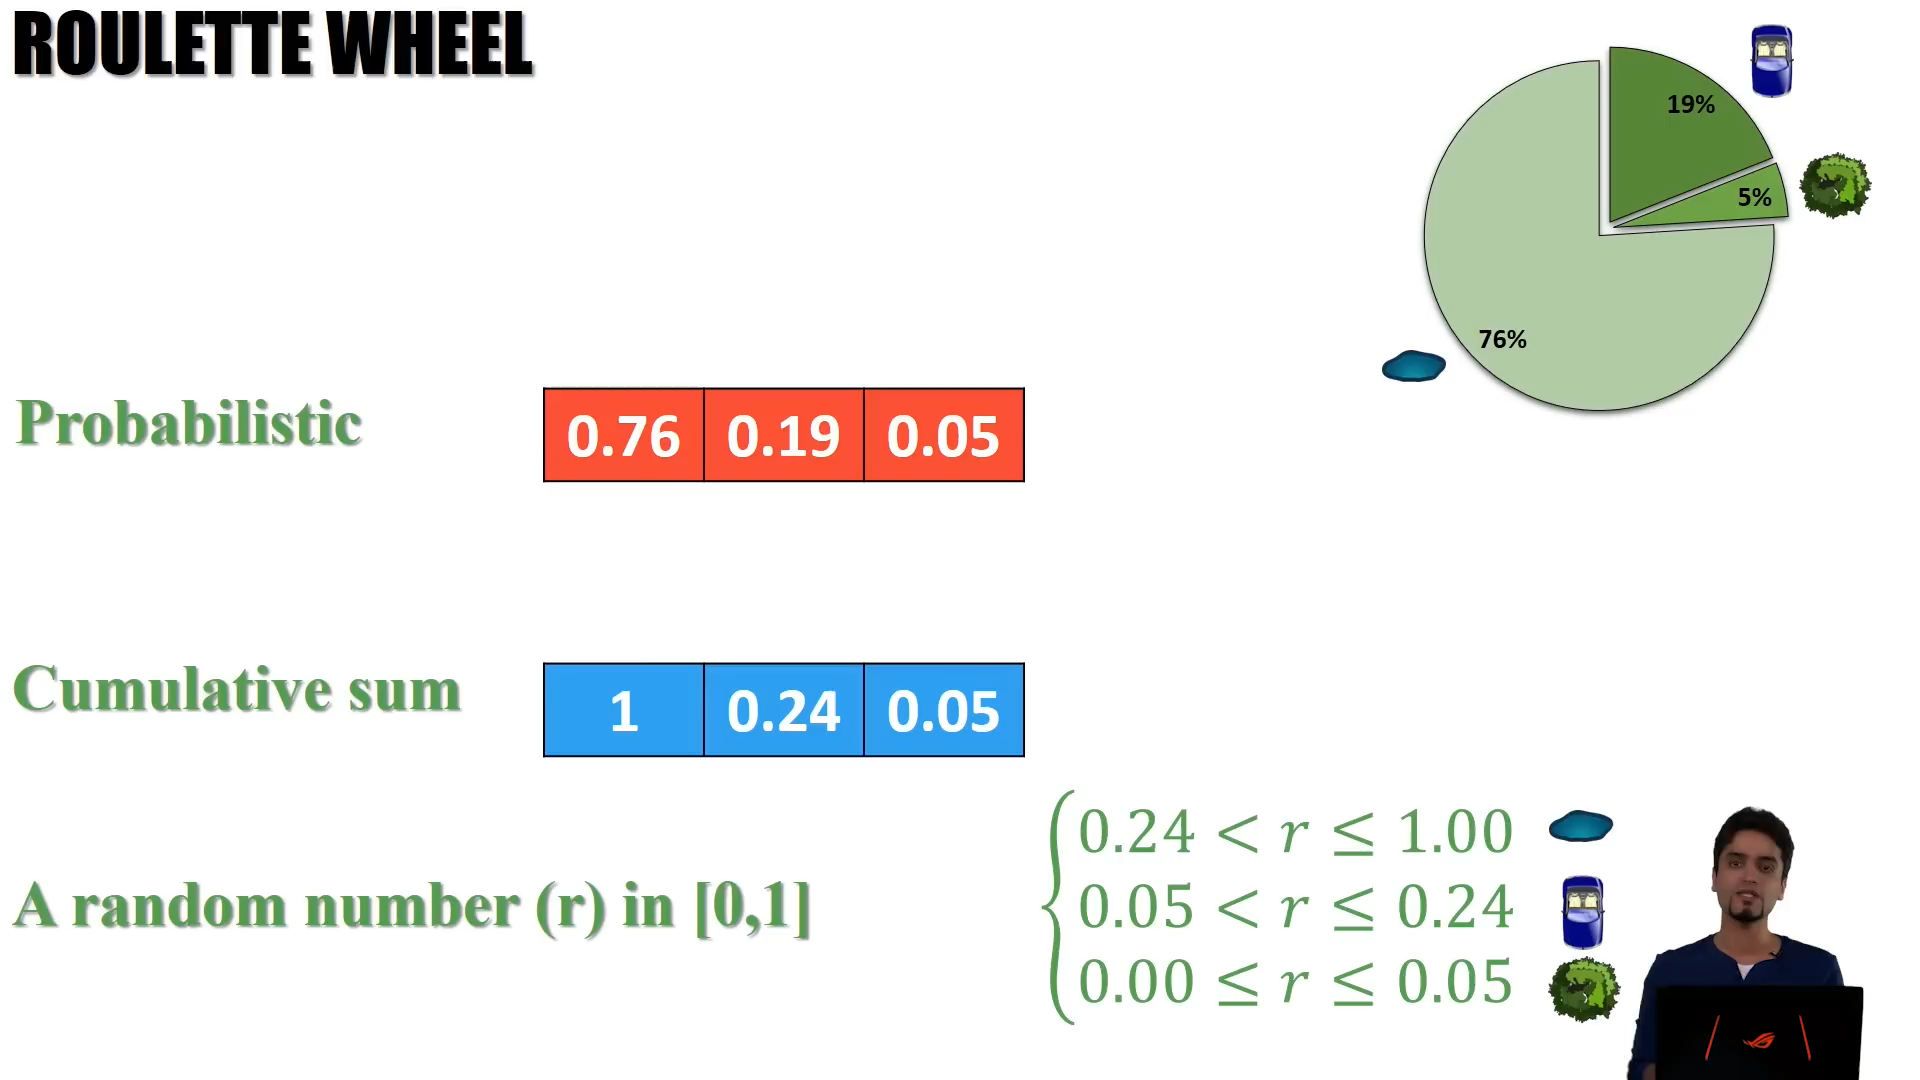 ROULETTE WHEEL
19%
5%
76%
Probabilistic
0.76 0.19 0.05
Cumulative sum
1 0.24 0.05
0.24 < r ≤ 1.00
A random number (r) in [0,1]
0.05 < r ≤ 0.24
0.00 ≤ r ≤ 0.05